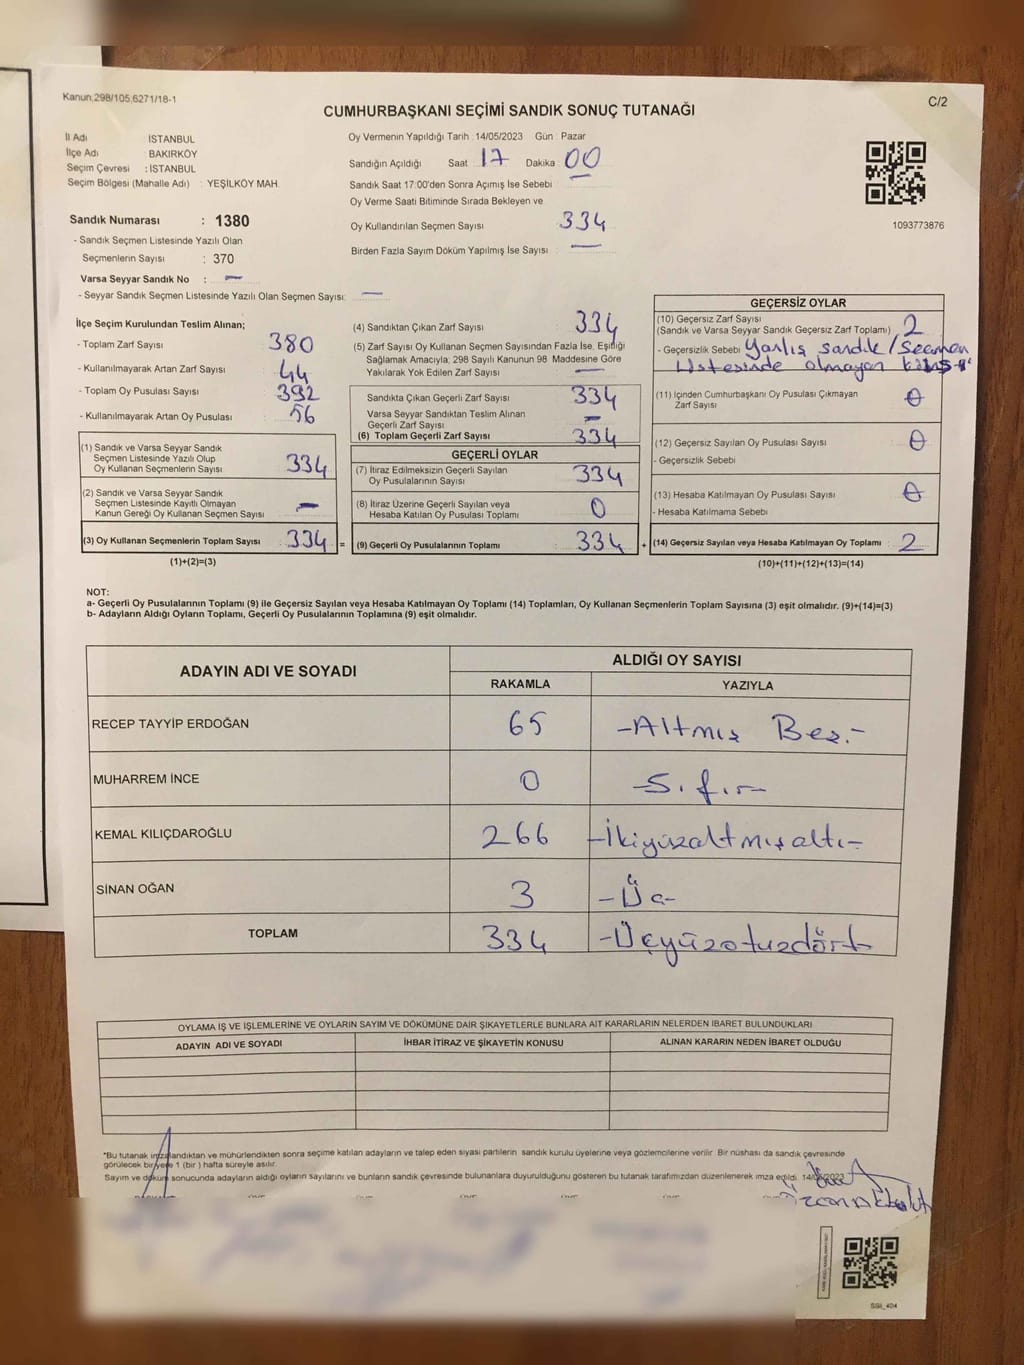 Kanun 298/105,6271/18-1
C/2
CUMHURBAŞKANI SEÇİMİ SANDIK SONUÇ TUTANAĞI
İl Adı İSTANBUL
İlçe Adı BAKIRKÖY
Seçim Çevresi : İSTANBUL
Seçim Bölgesi (Mahalle Adı) : YEŞİLKÖY MAH.
Oy Vermenin Yapıldığı Tarih : 14/05/2023 Gün : Pazar
Sandığın Açıldığı Saat 17 Dakika 00
Sandık Saat 17:00'den Sonra Açımış İse Sebebi —
Oy Verme Saati Bitiminde Sırada Bekleyen ve
Oy Kullandırılan Seçmen Sayısı : 334
Birden Fazla Sayım Döküm Yapılmış İse Sayısı : —
1093773876
Sandık Numarası : 1380
- Sandık Seçmen Listesinde Yazılı Olan
Seçmenlerin Sayısı : 370
Varsa Seyyar Sandık No : —
- Seyyar Sandık Seçmen Listesinde Yazılı Olan Seçmen Sayısı: —
İlçe Seçim Kurulundan Teslim Alınan;
- Toplam Zarf Sayısı : 380
- Kullanılmayarak Artan Zarf Sayısı : 44
- Toplam Oy Pusulası Sayısı : 392
- Kullanılmayarak Artan Oy Pusulası : 56
(1) Sandık ve Varsa Seyyar Sandık
Seçmen Listesinde Yazılı Olup
Oy Kullanan Seçmenlerin Sayısı : 334
(2) Sandık ve Varsa Seyyar Sandık
Seçmen Listesinde Kayıtlı Olmayan
Kanun Gereği Oy Kullanan Seçmen Sayısı : —
(3) Oy Kullanan Seçmenlerin Toplam Sayısı : 334 =
(1)+(2)=(3)
(4) Sandıktan Çıkan Zarf Sayısı : 334
(5) Zarf Sayısı Oy Kullanan Seçmen Sayısından Fazla İse, Eşitliği
Sağlamak Amacıyla; 298 Sayılı Kanunun 98. Maddesine Göre
Yakılarak Yok Edilen Zarf Sayısı : —
Sandıkta Çıkan Geçerli Zarf Sayısı : 334
Varsa Seyyar Sandıktan Teslim Alınan
Geçerli Zarf Sayısı : —
(6) Toplam Geçerli Zarf Sayısı : 334
GEÇERLİ OYLAR
(7) İtiraz Edilmeksizin Geçerli Sayılan
Oy Pusulalarının Sayısı : 334
(8) İtiraz Üzerine Geçerli Sayılan veya
Hesaba Katılan Oy Pusulası Toplamı : 0
(9) Geçerli Oy Pusulalarının Toplamı : 334 +
GEÇERSİZ OYLAR
(10) Geçersiz Zarf Sayısı
(Sandık ve Varsa Seyyar Sandık Geçersiz Zarf Toplamı) : 2
- Geçersizlik Sebebi : Yanlış sandık/Seçmen
Listesinde olmayan
(11) İçinden Cumhurbaşkanı Oy Pusulası Çıkmayan
Zarf Sayısı : 0
(12) Geçersiz Sayılan Oy Pusulası Sayısı : 0
- Geçersizlik Sebebi
(13) Hesaba Katılmayan Oy Pusulası Sayısı : 0
- Hesaba Katılmama Sebebi
(14) Geçersiz Sayılan veya Hesaba Katılmayan Oy Toplamı : 2
(10)+(11)+(12)+(13)=(14)
NOT:
a- Geçerli Oy Pusulalarının Toplamı (9) ile Geçersiz Sayılan veya Hesaba Katılmayan Oy Toplamı (14) Toplamları, Oy Kullanan Seçmenlerin Toplam Sayısına (3) eşit olmalıdır. (9)+(14)=(3)
b- Adayların Aldığı Oyların Toplamı, Geçerli Oy Pusulalarının Toplamına (9) eşit olmalıdır.
ADAYIN ADI VE SOYADI ALDIĞI OY SAYISI
RAKAMLA YAZIYLA
RECEP TAYYİP ERDOĞAN 65 -Altmış Beş.-
MUHARREM İNCE 0 -Sıfır-
KEMAL KILIÇDAROĞLU 266 -İkiyüzaltmışaltı-
SİNAN OĞAN 3 -Üç-
TOPLAM 334 -Üçyüzotuzdört-
OYLAMA İŞ VE İŞLEMLERİNE VE OYLARIN SAYIM VE DÖKÜMÜNE DAİR ŞİKAYETLERLE BUNLARA AİT KARARLARIN NELERDEN İBARET BULUNDUKLARI
ADAYIN ADI VE SOYADI İHBAR İTİRAZ VE ŞİKAYETİN KONUSU ALINAN KARARIN NEDEN İBARET OLDUĞU
*Bu tutanak imzalandıktan ve mühürlendikten sonra seçime katılan adayların ve talep eden siyasi partilerin sandık kurulu üyelerine veya gözlemcilerine verilir. Bir nüshası da sandık çevresinde
görülecek bir yere 1 (bir ) hafta süreyle asılır.
Sayım ve döküm sonucunda adayların aldığı oyların sayılarını ve bunların sandık çevresinde bulunanlara duyurulduğunu gösteren bu tutanak tarafımızdan düzenlenerek imza edildi. 14/05/2023
SSI_404